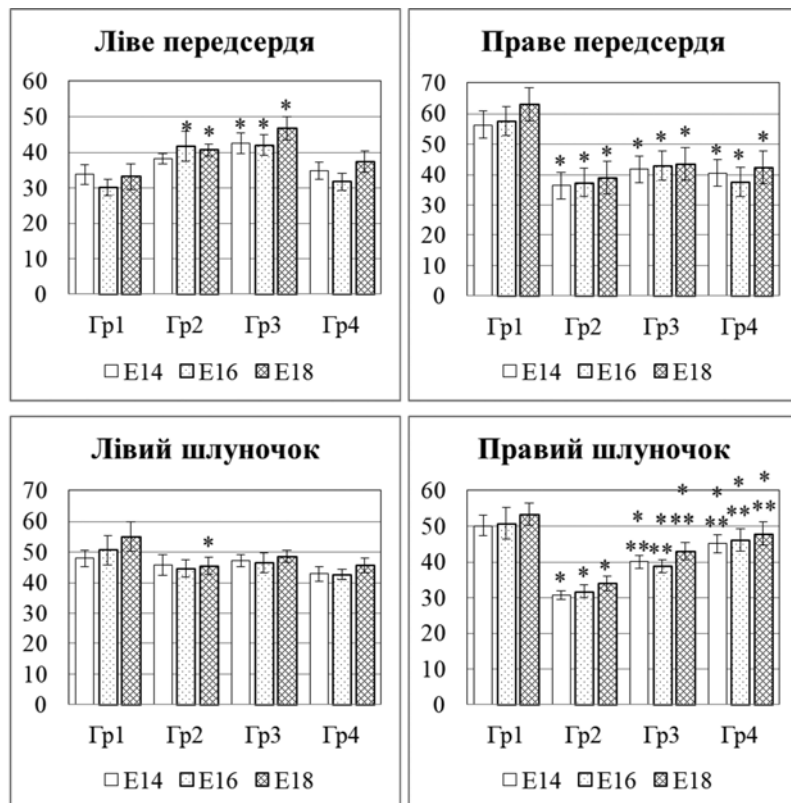 Ліве передсердя
60
50
40
30
20
10
0
* * * * *
Гр1 Гр2 Гр3 Гр4
E14 E16 E18
Праве передсердя
70
60
50
40
30
20
10
0
* * * * * * * * *
Гр1 Гр2 Гр3 Гр4
E14 E16 E18
Лівий шлуночок
70
60
50
40
30
20
10
0
*
Гр1 Гр2 Гр3 Гр4
E14 E16 E18
Правий шлуночок
60
50
40
30
20
10
0
* * * * *
* *** ** **
** **
* * *
Гр1 Гр2 Гр3 Гр4
E14 E16 E18